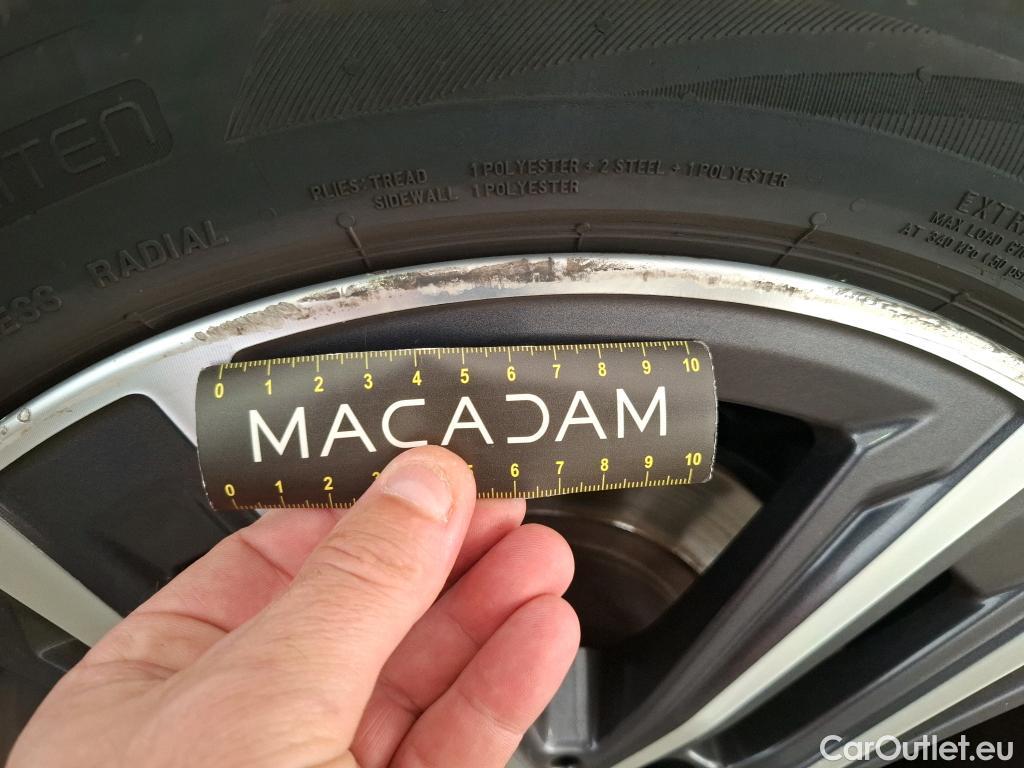 TEN
RADIAL
PLIES: TREAD 1 POLYESTER + 2 STEEL + 1 POLYESTER
SIDEWALL 1 POLYESTER
EXTR
MAX LOAD 670
AT 340 KPa (50 psi
ESS
0 1 2 3 4 5 6 7 8 9 10
MACADAM
0 1 2 3 5 6 7 8 9 10
CarOutlet.eu